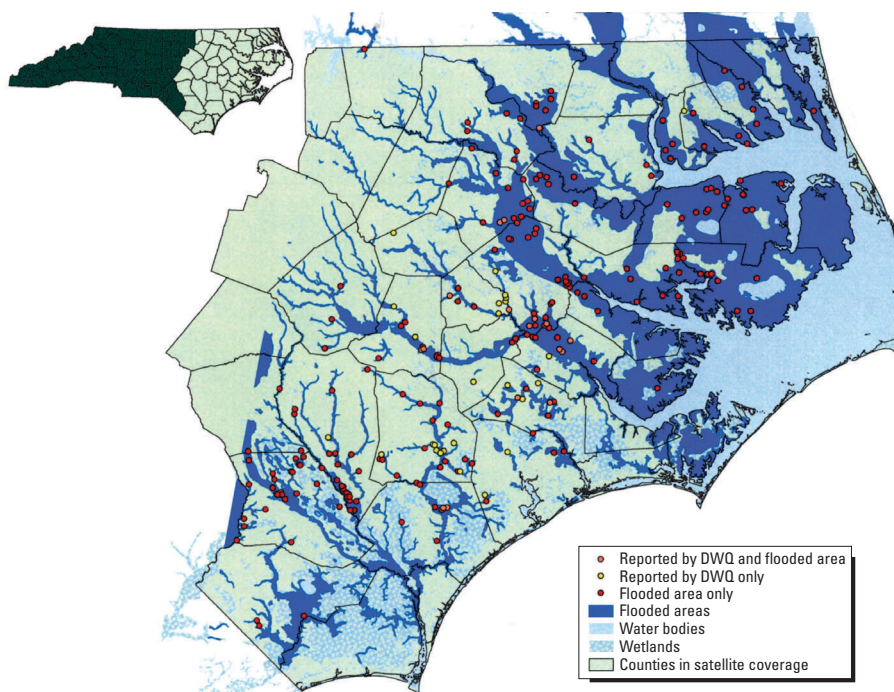 Reported by DWQ and flooded area
Reported by DWQ only
Flooded area only
Flooded areas
Water bodies
Wetlands
Counties in satellite coverage